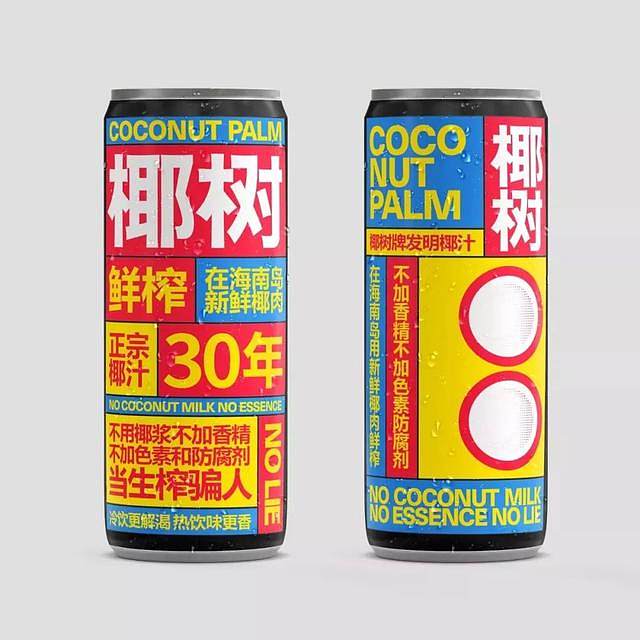 COCONUT PALM
椰树
鲜榨
在海南岛
新鲜椰肉
正宗
椰汁
30年
NO COCONUT MILK NO ESSENCE
不用椰浆不加香精
不加色素和防腐剂
当生榨骗人
NO LIE
冷饮更解渴 热饮味更香
COCO
NUT
PALM
椰树
椰树牌发明椰汁
在海南岛用新鲜椰肉鲜榨
不加香精不加色素防腐剂
NO COCONUT MILK
NO ESSENCE NO LIE